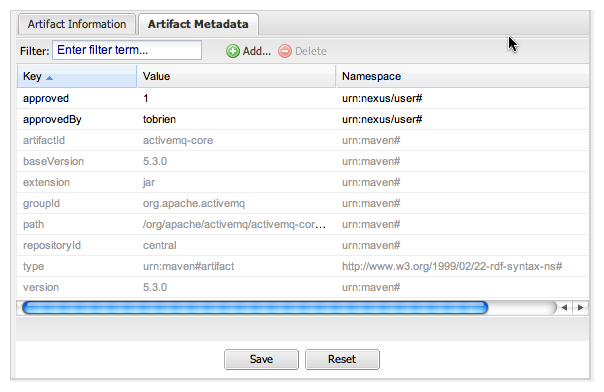 Artifact Information Artifact Metadata
Filter: Enter filter term... Add... Delete
Key Value Namespace
approved 1 urn:nexus/user#
approvedBy tobrien urn:nexus/user#
artifactId activemq-core urn:maven#
baseVersion 5.3.0 urn:maven#
extension jar urn:maven#
groupId org.apache.activemq urn:maven#
path /org/apache/activemq/activemq-cor... urn:maven#
repositoryId central urn:maven#
type urn:maven#artifact http://www.w3.org/1999/02/22-rdf-syntax-ns#
version 5.3.0 urn:maven#
Save Reset